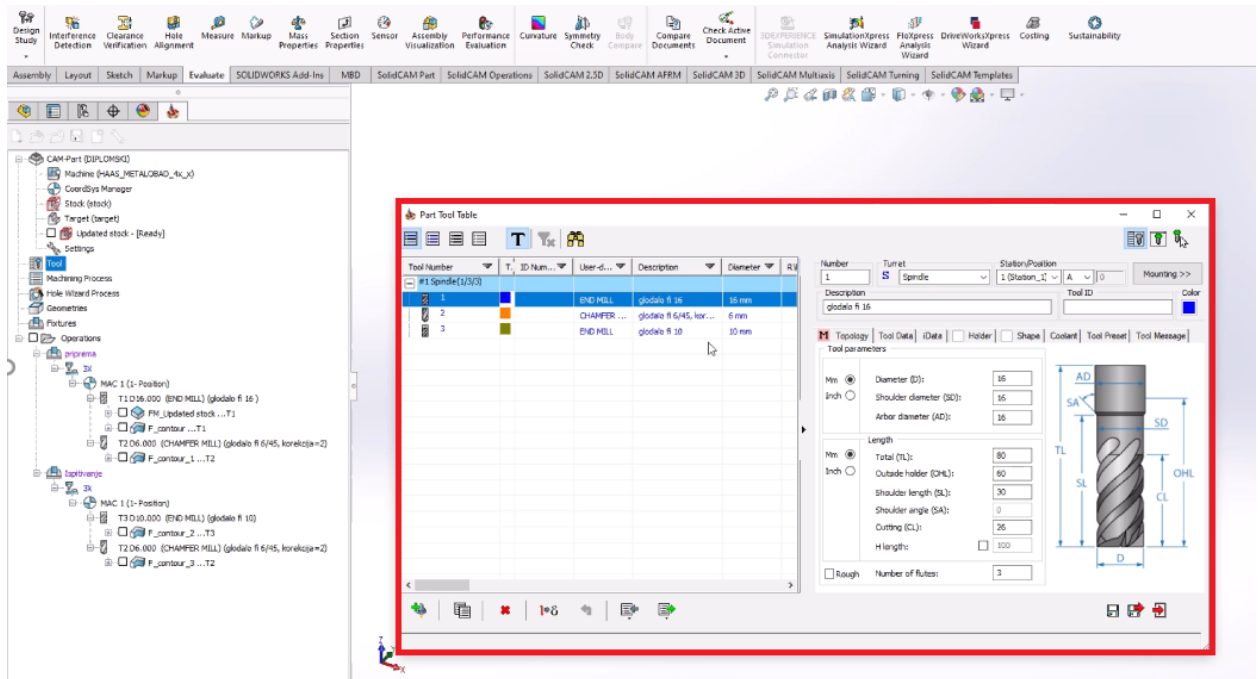 Design Study
Interference Detection
Clearance Verification
Hole Alignment
Measure
Markup
Mass Properties
Section Properties
Sensor
Assembly Visualization
Performance Evaluation
Curvature
Symmetry Check
Body Compare
Compare Documents
Check Active Document
3DEXPERIENCE Simulation Connector
SimulationXpress Analysis Wizard
FloXpress Analysis Wizard
DriveWorksXpress Wizard
Costing
Sustainability
Assembly Layout Sketch Markup Evaluate SOLIDWORKS Add-Ins MBD SolidCAM Part SolidCAM Operations SolidCAM 2.5D SolidCAM AFRM SolidCAM 3D SolidCAM Multiaxis SolidCAM Turning SolidCAM Templates
CAM-Part (DIPLOMSKI)
Machine (HAAS_METALOBAD_4x_x)
CoordSys Manager
Stock (stock)
Target (target)
Updated stock - [Ready]
Settings
Tool
Machining Process
Hole Wizard Process
Geometries
Fixtures
Operations
priprema
3X
MAC 1 (1- Position)
T1 D16.000 (END MILL) (glodalo fi 16 )
FM_Updated stock ...T1
F_contour ...T1
T2 D6.000 (CHAMFER MILL) (glodalo fi 6/45, korekcija=2)
F_contour_1 ...T2
Ispitivanje
3X
MAC 1 (1- Position)
T3 D10.000 (END MILL) (glodalo fi 10)
F_contour_2 ...T3
T2 D6.000 (CHAMFER MILL) (glodalo fi 6/45, korekcija=2)
F_contour_3 ...T2
Part Tool Table
Tool Number T. ID Num... User-d... Description Diameter
#1 Spindle(1/3/3)
1 END MILL glodalo fi 16 16 mm
2 CHAMFER ... glodalo fi 6/45, kor... 6 mm
3 END MILL glodalo fi 10 10 mm
Number Turret Station/Position
1 S Spindle 1 (Station_1) A 0 Mounting >>
Description Tool ID Color
glodalo fi 16
M Topology Tool Data iData Holder Shape Coolant Tool Preset Tool Message
Tool parameters
Mm Diameter (D): 16
Inch Shoulder diameter (SD): 16
Arbor diameter (AD): 16
Length
Mm Total (TL): 80
Inch Outside holder (OHL): 60
Shoulder length (SL): 30
Shoulder angle (SA): 0
Cutting (CL): 26
H length: 100
Rough Number of flutes: 3
AD
SA
SD
TL
OHL
SL
CL
D
Z
X